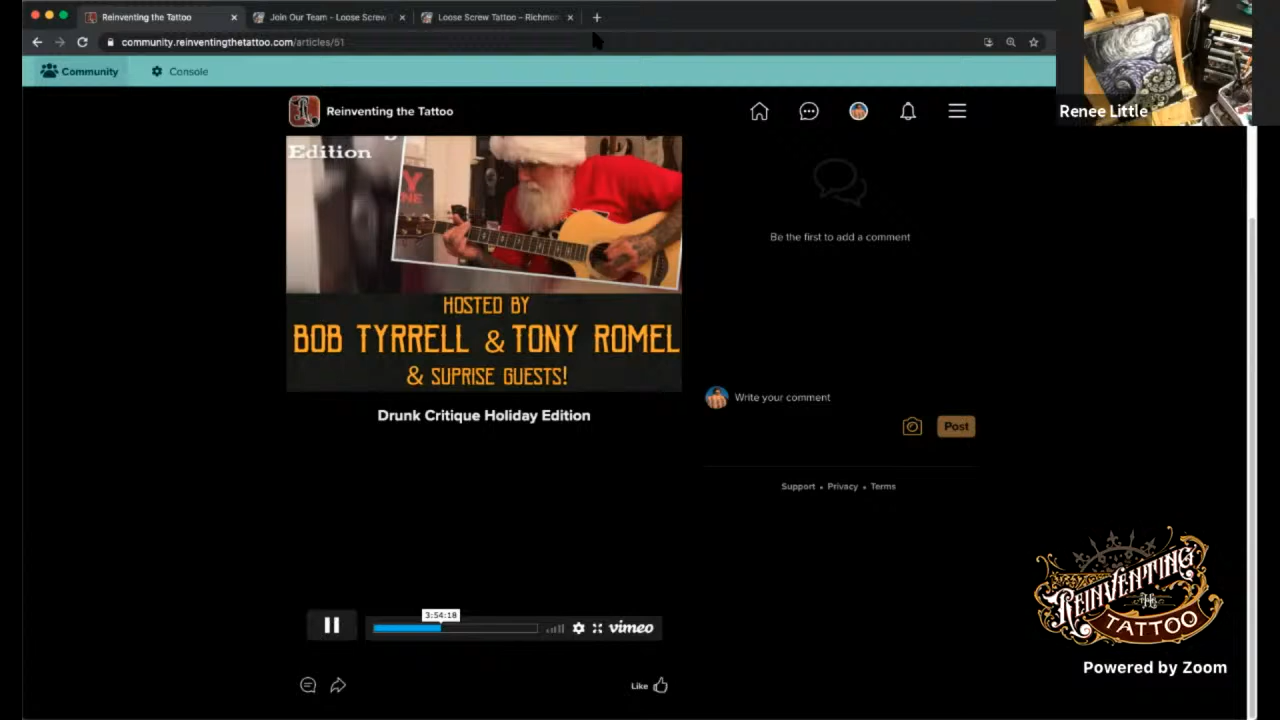 Reinventing the Tattoo
Join Our Team - Loose Screw
Loose Screw Tattoo – Richmon
community.reinventingthetattoo.com/articles/51
Community
Console
Renee Little
Reinventing the Tattoo
Edition
HOSTED BY
BOB TYRRELL & TONY ROMEL
& SUPRISE GUESTS!
Drunk Critique Holiday Edition
Be the first to add a comment
Write your comment
Post
Support • Privacy • Terms
3:54:18
vimeo
Like
REINVENTING
THE
TATTOO
Powered by Zoom